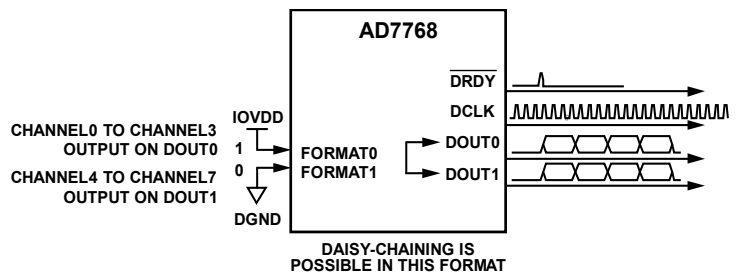 AD7768
DRDY
IOVDD
DCLK
CHANNEL0 TO CHANNEL3
OUTPUT ON DOUT0
1
FORMAT0
DOUT0
0
FORMAT1
CHANNEL4 TO CHANNEL7
OUTPUT ON DOUT1
DOUT1
DGND
DAISY-CHAINING IS
POSSIBLE IN THIS FORMAT